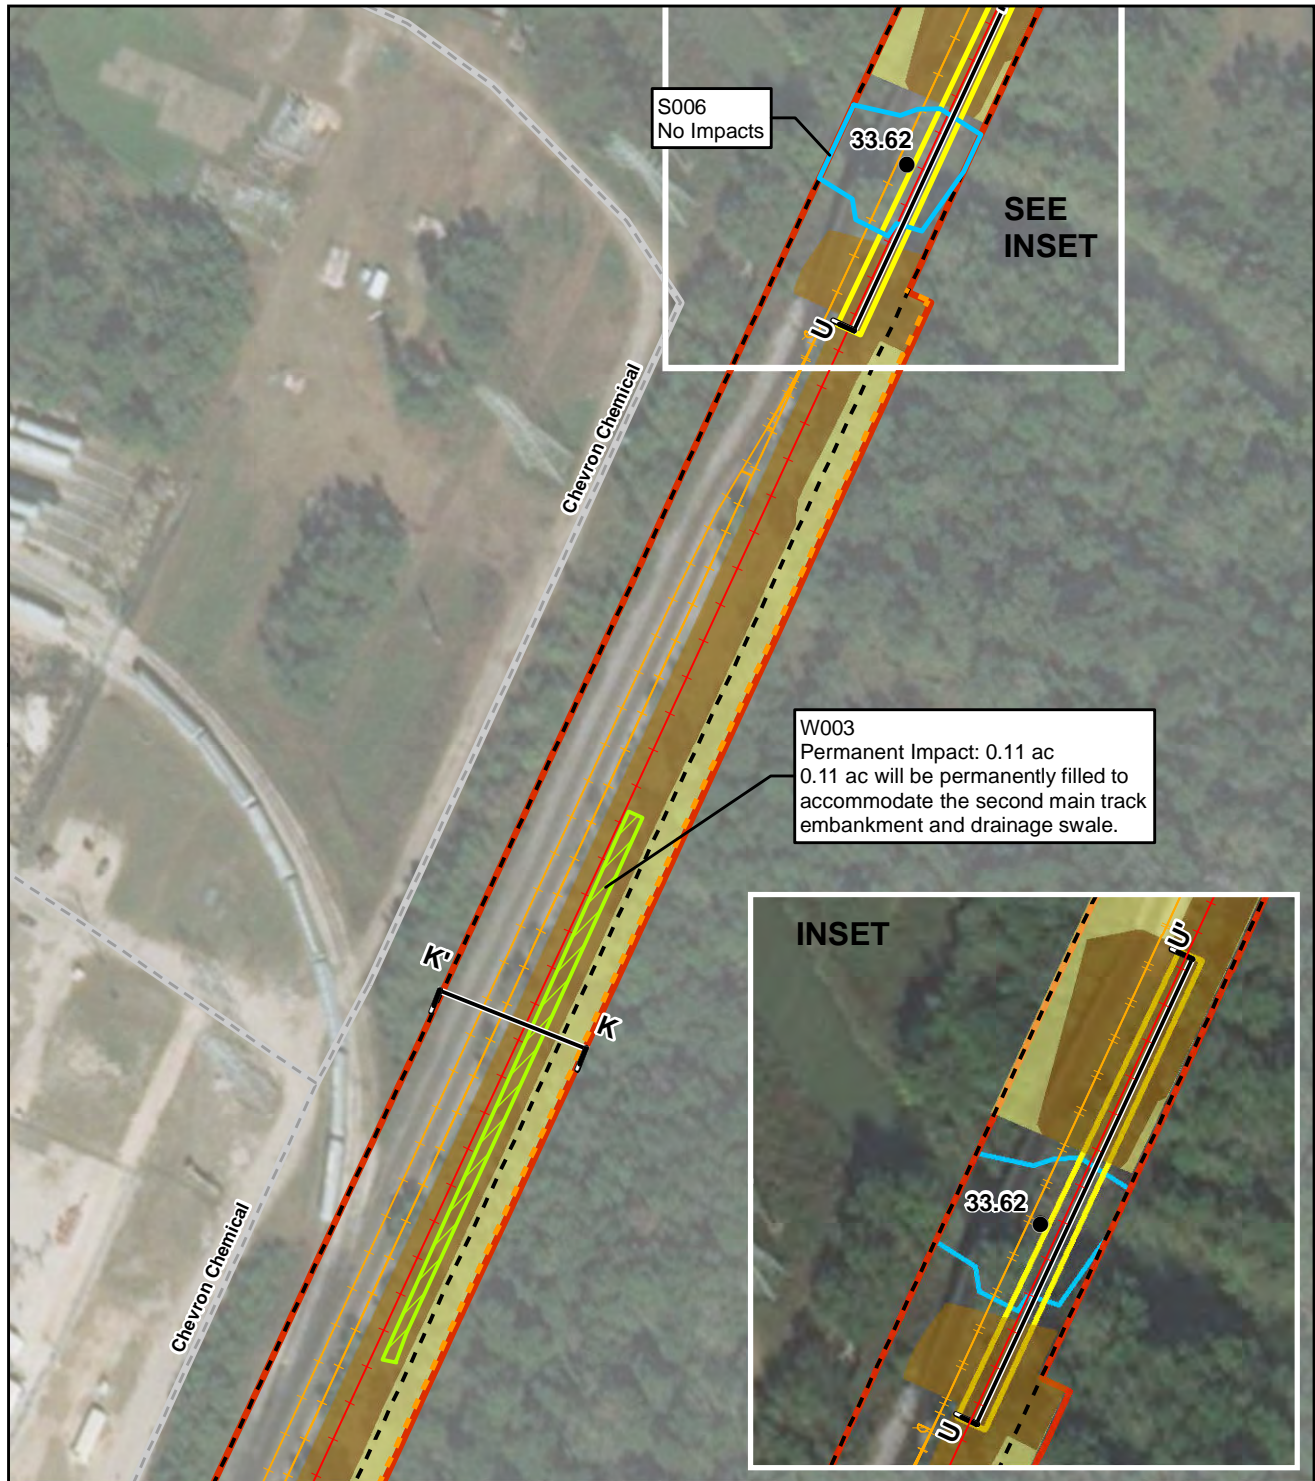 S006
No Impacts
33.62
SEE
INSET
U
Chevron Chemical
W003
Permanent Impact: 0.11 ac
0.11 ac will be permanently filled to
accommodate the second main track
embankment and drainage swale.
K'
K
Chevron Chemical
INSET
U'
33.62
U